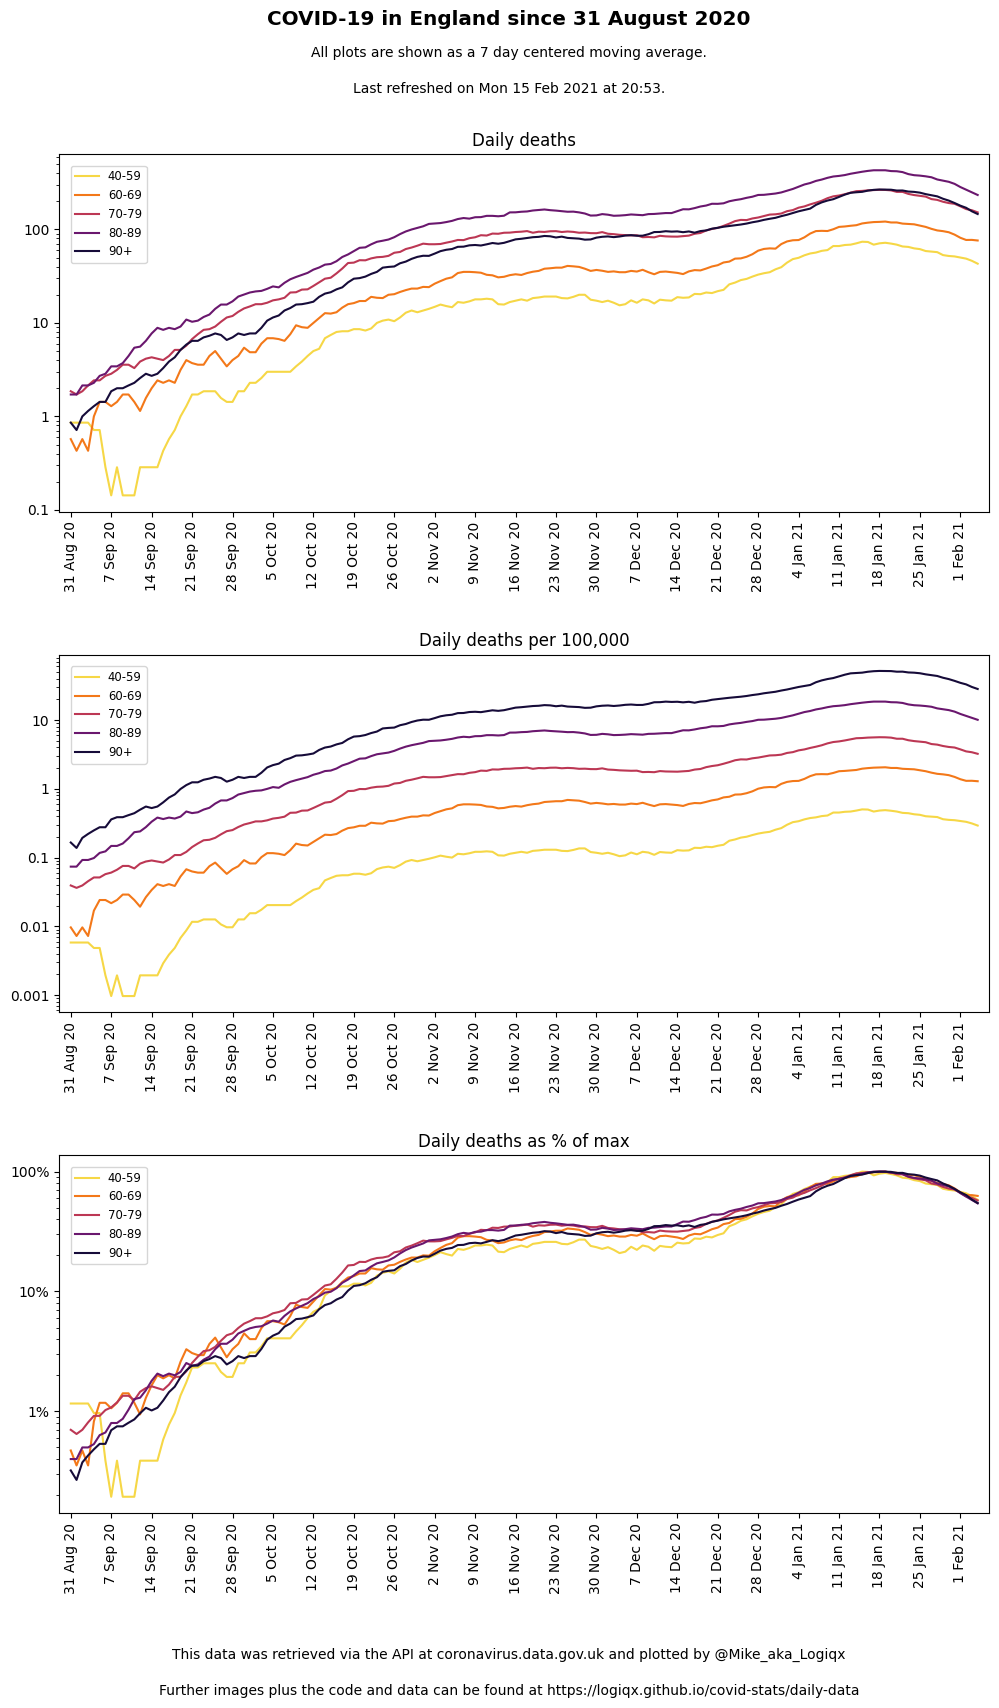 COVID-19 in England since 31 August 2020
All plots are shown as a 7 day centered moving average.
Last refreshed on Mon 15 Feb 2021 at 20:53.
Daily deaths
40-59
60-69
70-79
80-89
90+
100
10
1
0.1
31 Aug 20
7 Sep 20
14 Sep 20
21 Sep 20
28 Sep 20
5 Oct 20
12 Oct 20
19 Oct 20
26 Oct 20
2 Nov 20
9 Nov 20
16 Nov 20
23 Nov 20
30 Nov 20
7 Dec 20
14 Dec 20
21 Dec 20
28 Dec 20
4 Jan 21
11 Jan 21
18 Jan 21
25 Jan 21
1 Feb 21
Daily deaths per 100,000
40-59
60-69
70-79
80-89
90+
10
1
0.1
0.01
0.001
31 Aug 20
7 Sep 20
14 Sep 20
21 Sep 20
28 Sep 20
5 Oct 20
12 Oct 20
19 Oct 20
26 Oct 20
2 Nov 20
9 Nov 20
16 Nov 20
23 Nov 20
30 Nov 20
7 Dec 20
14 Dec 20
21 Dec 20
28 Dec 20
4 Jan 21
11 Jan 21
18 Jan 21
25 Jan 21
1 Feb 21
Daily deaths as % of max
40-59
60-69
70-79
80-89
90+
100%
10%
1%
31 Aug 20
7 Sep 20
14 Sep 20
21 Sep 20
28 Sep 20
5 Oct 20
12 Oct 20
19 Oct 20
26 Oct 20
2 Nov 20
9 Nov 20
16 Nov 20
23 Nov 20
30 Nov 20
7 Dec 20
14 Dec 20
21 Dec 20
28 Dec 20
4 Jan 21
11 Jan 21
18 Jan 21
25 Jan 21
1 Feb 21
This data was retrieved via the API at coronavirus.data.gov.uk and plotted by @Mike_aka_Logiqx
Further images plus the code and data can be found at https://logiqx.github.io/covid-stats/daily-data